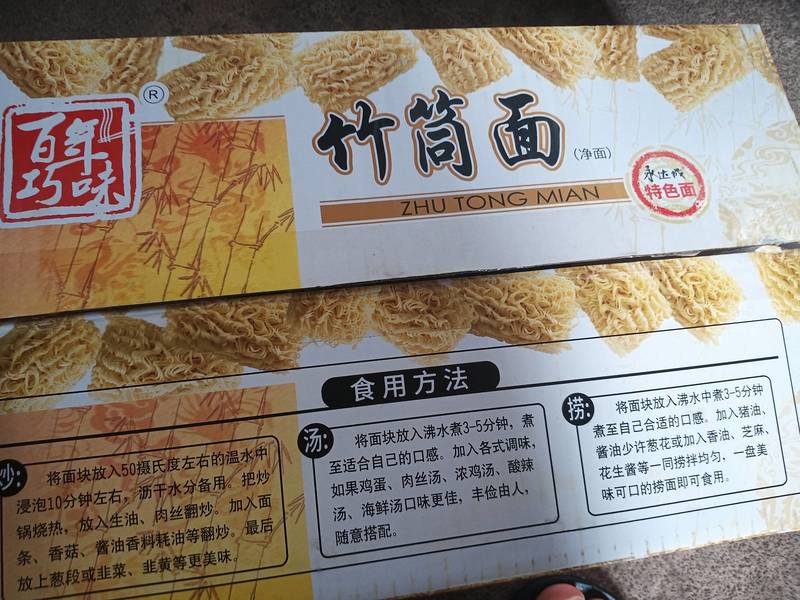 百年
巧味
®
竹筒面
(净面)
ZHU TONG MIAN
永达成
特色面
食用方法
炒:
将面块放入50摄氏度左右的温水中
浸泡10分钟左右，沥干水分备用。把炒
锅烧热，放入生油、肉丝翻炒。加入面
条、香菇、酱油香料耗油等翻炒。最后
放上葱段或韭菜、韭黄等更美味。
汤:
将面块放入沸水煮3-5分钟，煮
至适合自己的口感。加入各式调味，
如果鸡蛋、肉丝汤、浓鸡汤、酸辣
汤、海鲜汤口味更佳，丰俭由人，
随意搭配。
捞:
将面块放入沸水中煮3-5分钟
煮至自己合适的口感。加入猪油、
酱油少许葱花或加入香油、芝麻、
花生酱等一同捞拌均匀，一盘美
味可口的捞面即可食用。